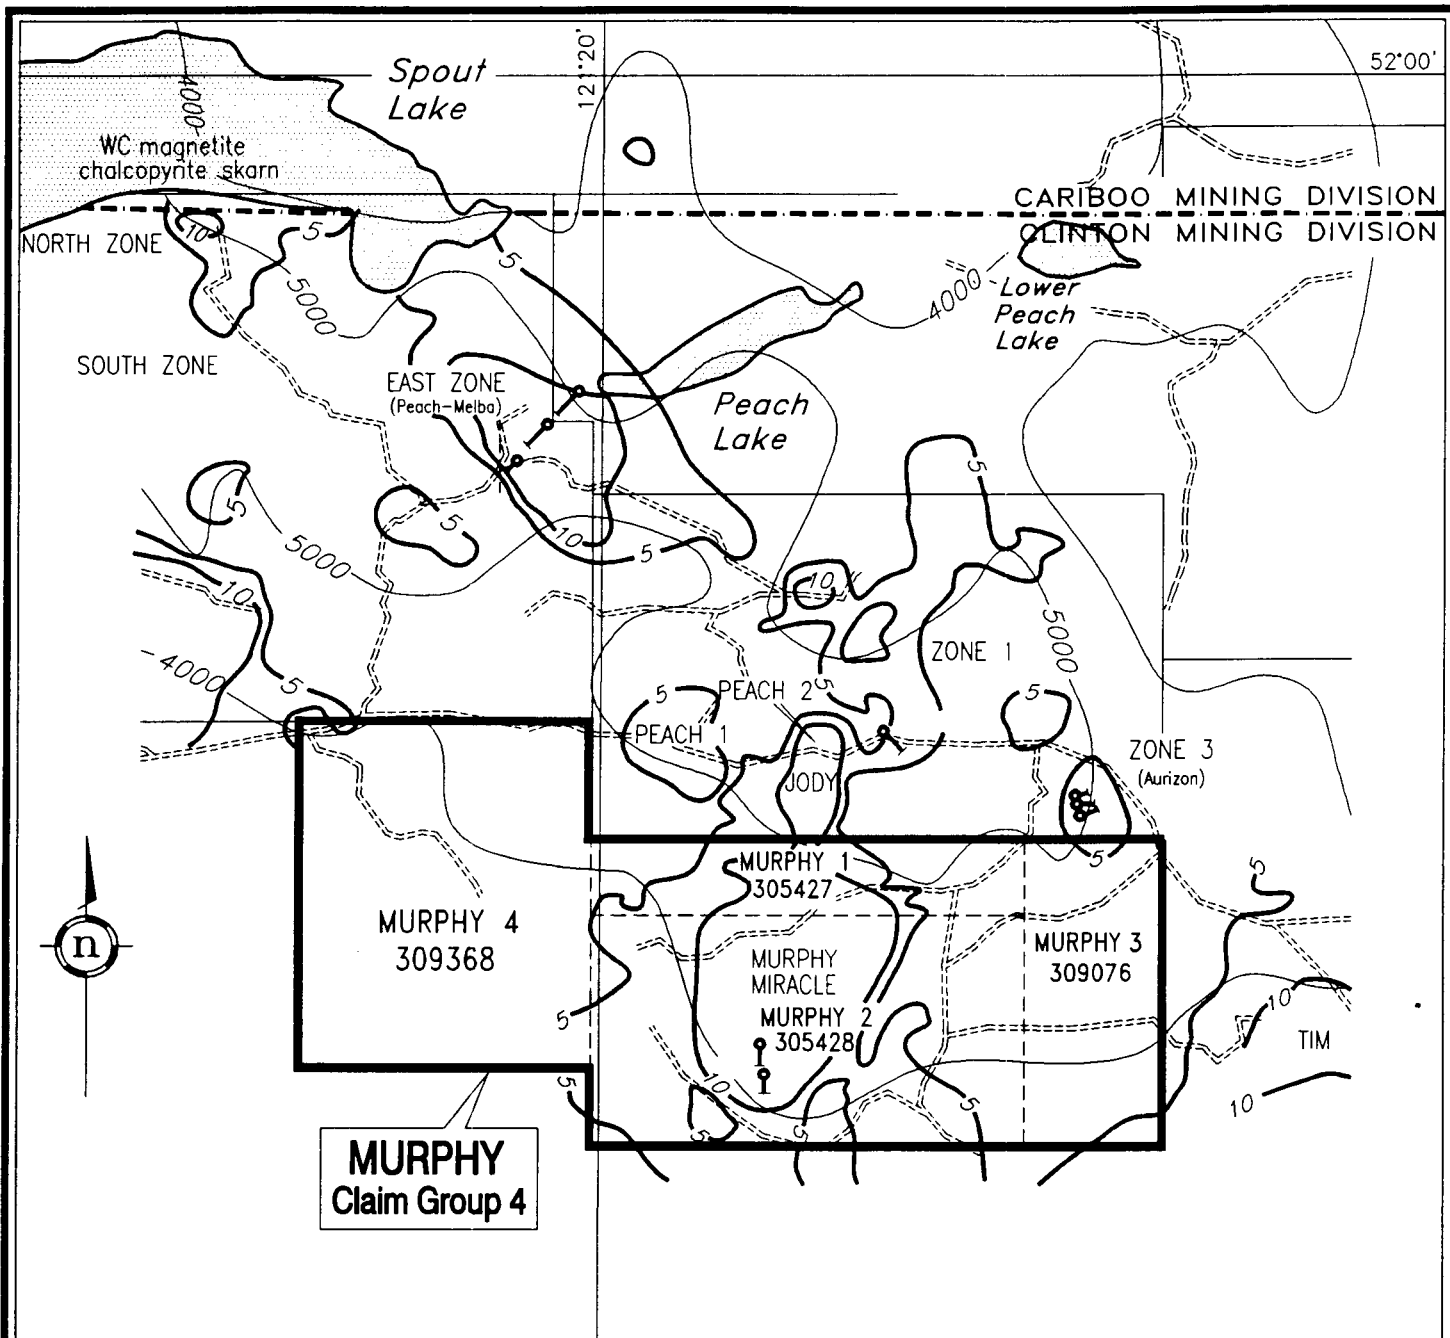 Spout
Lake
121°20'
52°00'
4000
WC magnetite
chalcopyrite skarn
CARIBOO MINING DIVISION
CLINTON MINING DIVISION
NORTH ZONE
10
5
5
5000
4000
Lower
Peach
Lake
SOUTH ZONE
EAST ZONE
(Peach-Melba)
Peach
Lake
5
5
5
5000
10
5
10
10
5000
4000
ZONE 1
5
5
PEACH 2
5
5
PEACH 1
ZONE 3
(Aurizon)
JODY
5
MURPHY 1
305427
5
MURPHY 4
309368
MURPHY 3
309076
n
MURPHY
MIRACLE
MURPHY 2
305428
5
10
TIM
5
10
5
10
5
5
MURPHY
Claim Group 4